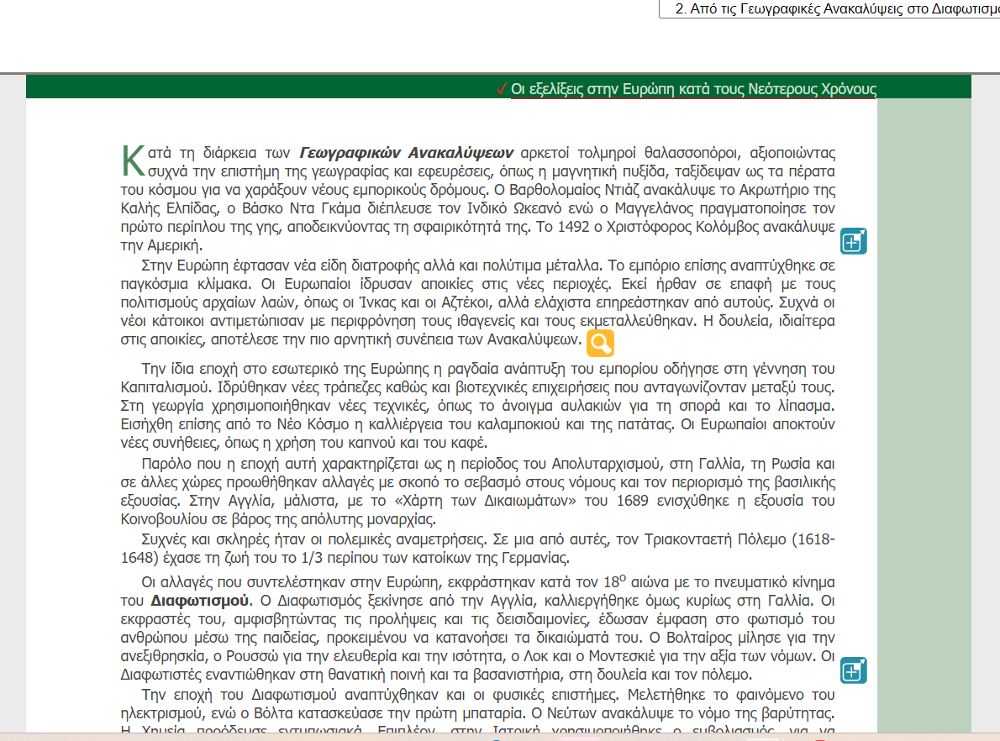 2. Από τις Γεωγραφικές Ανακαλύψεις στο Διαφωτισμ
✓ Οι εξελίξεις στην Ευρώπη κατά τους Νεότερους Χρόνους
Κατά τη διάρκεια των Γεωγραφικών Ανακαλύψεων αρκετοί τολμηροί θαλασσοπόροι, αξιοποιώντας
συχνά την επιστήμη της γεωγραφίας και εφευρέσεις, όπως η μαγνητική πυξίδα, ταξίδεψαν ως τα πέρατα
του κόσμου για να χαράξουν νέους εμπορικούς δρόμους. Ο Βαρθολομαίος Ντιάζ ανακάλυψε το Ακρωτήριο της
Καλής Ελπίδας, ο Βάσκο Ντα Γκάμα διέπλευσε τον Ινδικό Ωκεανό ενώ ο Μαγγελάνος πραγματοποίησε τον
πρώτο περίπλου της γης, αποδεικνύοντας τη σφαιρικότητά της. Το 1492 ο Χριστόφορος Κολόμβος ανακάλυψε
την Αμερική.
Στην Ευρώπη έφτασαν νέα είδη διατροφής αλλά και πολύτιμα μέταλλα. Το εμπόριο επίσης αναπτύχθηκε σε
παγκόσμια κλίμακα. Οι Ευρωπαίοι ίδρυσαν αποικίες στις νέες περιοχές. Εκεί ήρθαν σε επαφή με τους
πολιτισμούς αρχαίων λαών, όπως οι Ίνκας και οι Αζτέκοι, αλλά ελάχιστα επηρεάστηκαν από αυτούς. Συχνά οι
νέοι κάτοικοι αντιμετώπισαν με περιφρόνηση τους ιθαγενείς και τους εκμεταλλεύθηκαν. Η δουλεία, ιδιαίτερα
στις αποικίες, αποτέλεσε την πιο αρνητική συνέπεια των Ανακαλύψεων.
Την ίδια εποχή στο εσωτερικό της Ευρώπης η ραγδαία ανάπτυξη του εμπορίου οδήγησε στη γέννηση του
Καπιταλισμού. Ιδρύθηκαν νέες τράπεζες καθώς και βιοτεχνικές επιχειρήσεις που ανταγωνίζονταν μεταξύ τους.
Στη γεωργία χρησιμοποιήθηκαν νέες τεχνικές, όπως το άνοιγμα αυλακιών για τη σπορά και το λίπασμα.
Εισήχθη επίσης από το Νέο Κόσμο η καλλιέργεια του καλαμποκιού και της πατάτας. Οι Ευρωπαίοι αποκτούν
νέες συνήθειες, όπως η χρήση του καπνού και του καφέ.
Παρόλο που η εποχή αυτή χαρακτηρίζεται ως η περίοδος του Απολυταρχισμού, στη Γαλλία, τη Ρωσία και
σε άλλες χώρες προωθήθηκαν αλλαγές με σκοπό το σεβασμό στους νόμους και τον περιορισμό της βασιλικής
εξουσίας. Στην Αγγλία, μάλιστα, με το «Χάρτη των Δικαιωμάτων» του 1689 ενισχύθηκε η εξουσία του
Κοινοβουλίου σε βάρος της απόλυτης μοναρχίας.
Συχνές και σκληρές ήταν οι πολεμικές αναμετρήσεις. Σε μια από αυτές, τον Τριακονταετή Πόλεμο (1618-
1648) έχασε τη ζωή του το 1/3 περίπου των κατοίκων της Γερμανίας.
Οι αλλαγές που συντελέστηκαν στην Ευρώπη, εκφράστηκαν κατά τον 18ο αιώνα με το πνευματικό κίνημα
του Διαφωτισμού. Ο Διαφωτισμός ξεκίνησε από την Αγγλία, καλλιεργήθηκε όμως κυρίως στη Γαλλία. Οι
εκφραστές του, αμφισβητώντας τις προλήψεις και τις δεισιδαιμονίες, έδωσαν έμφαση στο φωτισμό του
ανθρώπου μέσω της παιδείας, προκειμένου να κατανοήσει τα δικαιώματά του. Ο Βολταίρος μίλησε για την
ανεξιθρησκία, ο Ρουσσώ για την ελευθερία και την ισότητα, ο Λοκ και ο Μοντεσκιέ για την αξία των νόμων. Οι
Διαφωτιστές εναντιώθηκαν στη θανατική ποινή και τα βασανιστήρια, στη δουλεία και τον πόλεμο.
Την εποχή του Διαφωτισμού αναπτύχθηκαν και οι φυσικές επιστήμες. Μελετήθηκε το φαινόμενο του
ηλεκτρισμού, ενώ ο Βόλτα κατασκεύασε την πρώτη μπαταρία. Ο Νεύτων ανακάλυψε το νόμο της βαρύτητας.
Η Χημεία προόδευσε εντυπωσιακά. Επιπλέον, στην Ιατρική χρησιμοποιήθηκε ο εμβολιασμός, για να